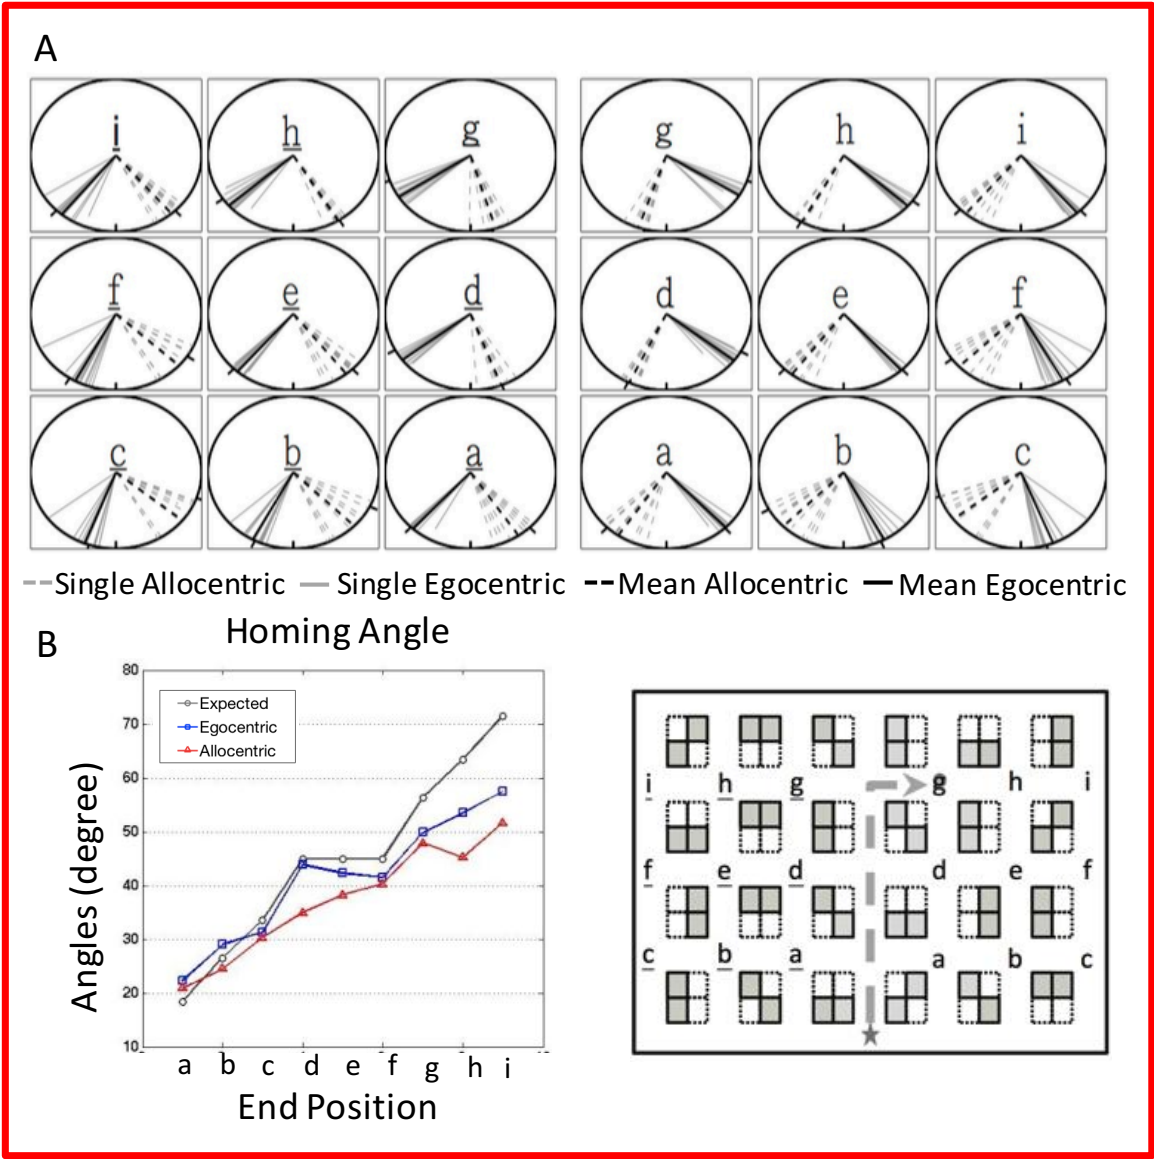 A
i h g g h i
f e d d e f
c b a a b c
Single Allocentric Single Egocentric Mean Allocentric Mean Egocentric
B
Homing Angle
Angles (degree)
80
70
60
50
40
30
20
10
Expected
Egocentric
Allocentric
a b c d e f g h i
End Position
i h g g h i
f e d d e f
c b a a b c